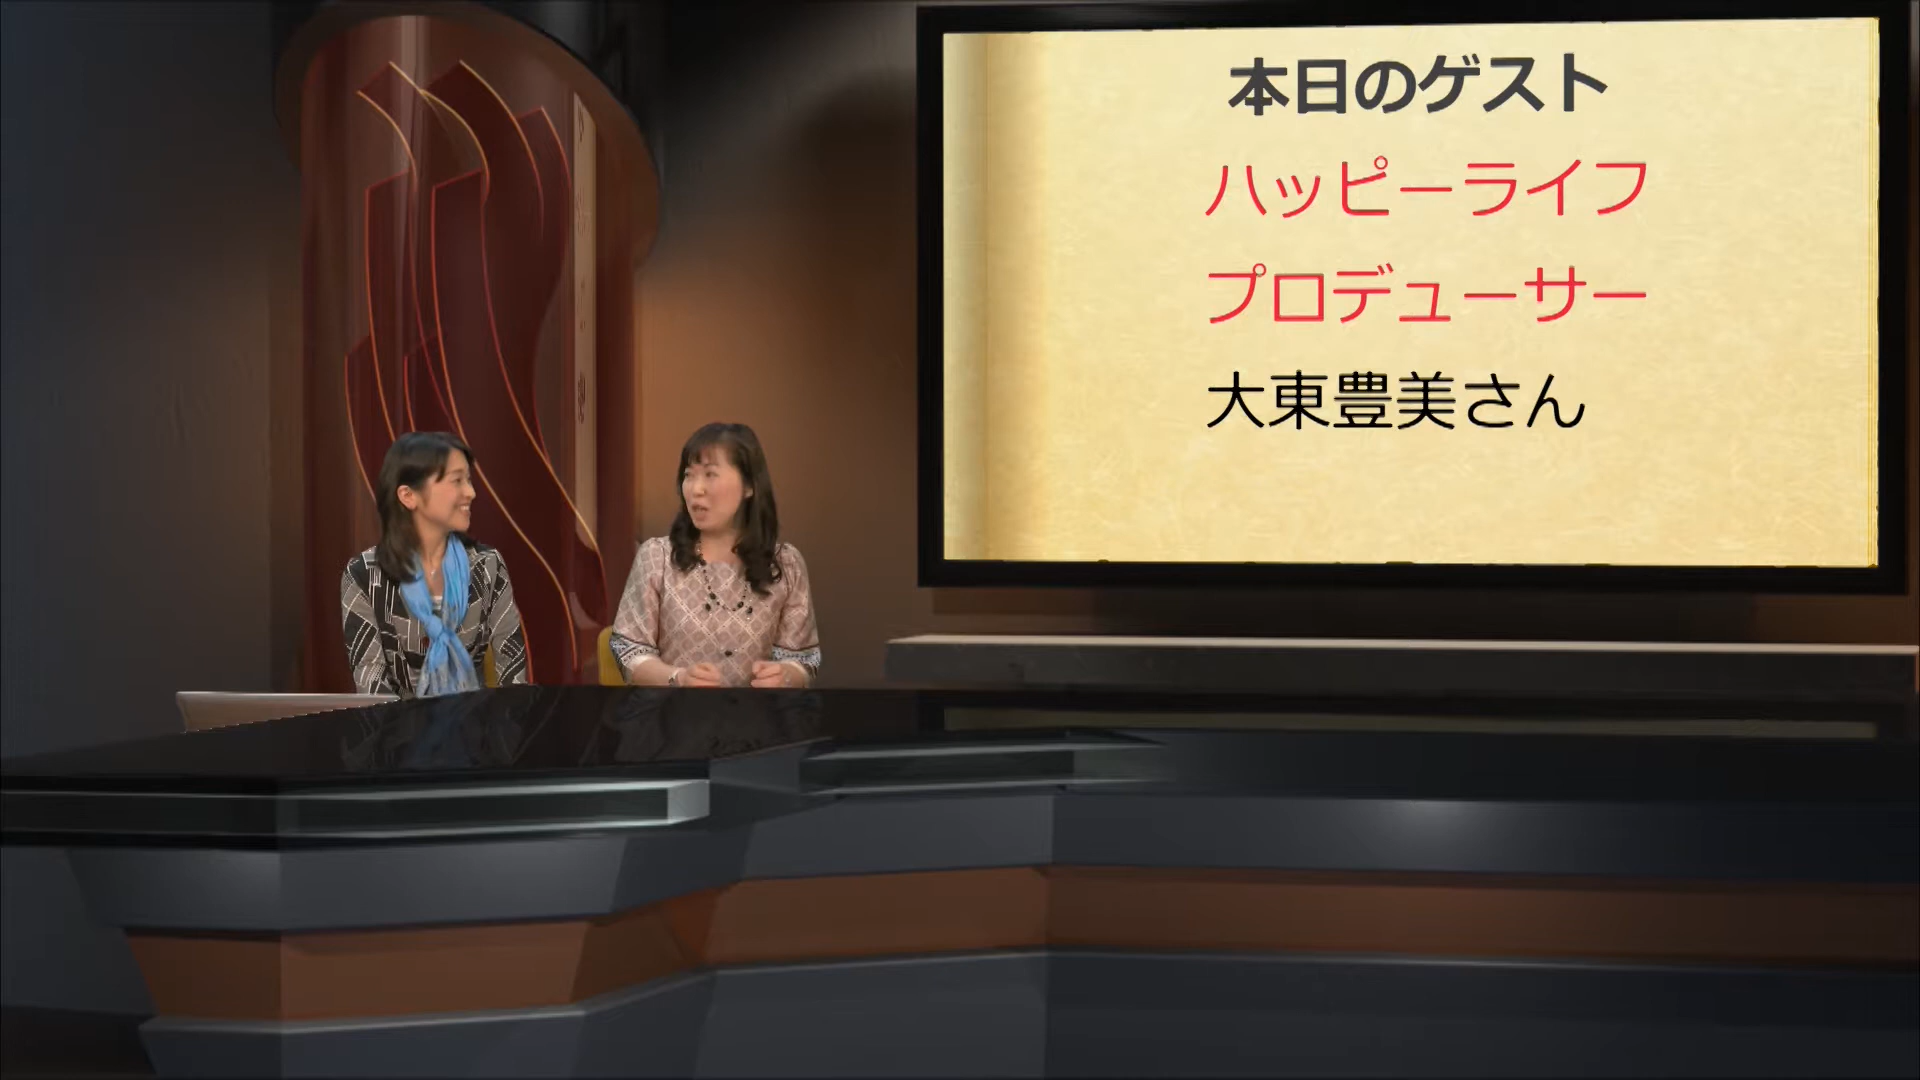 本日のゲスト
ハッピーライフ
プロデューサー
大東豊美さん